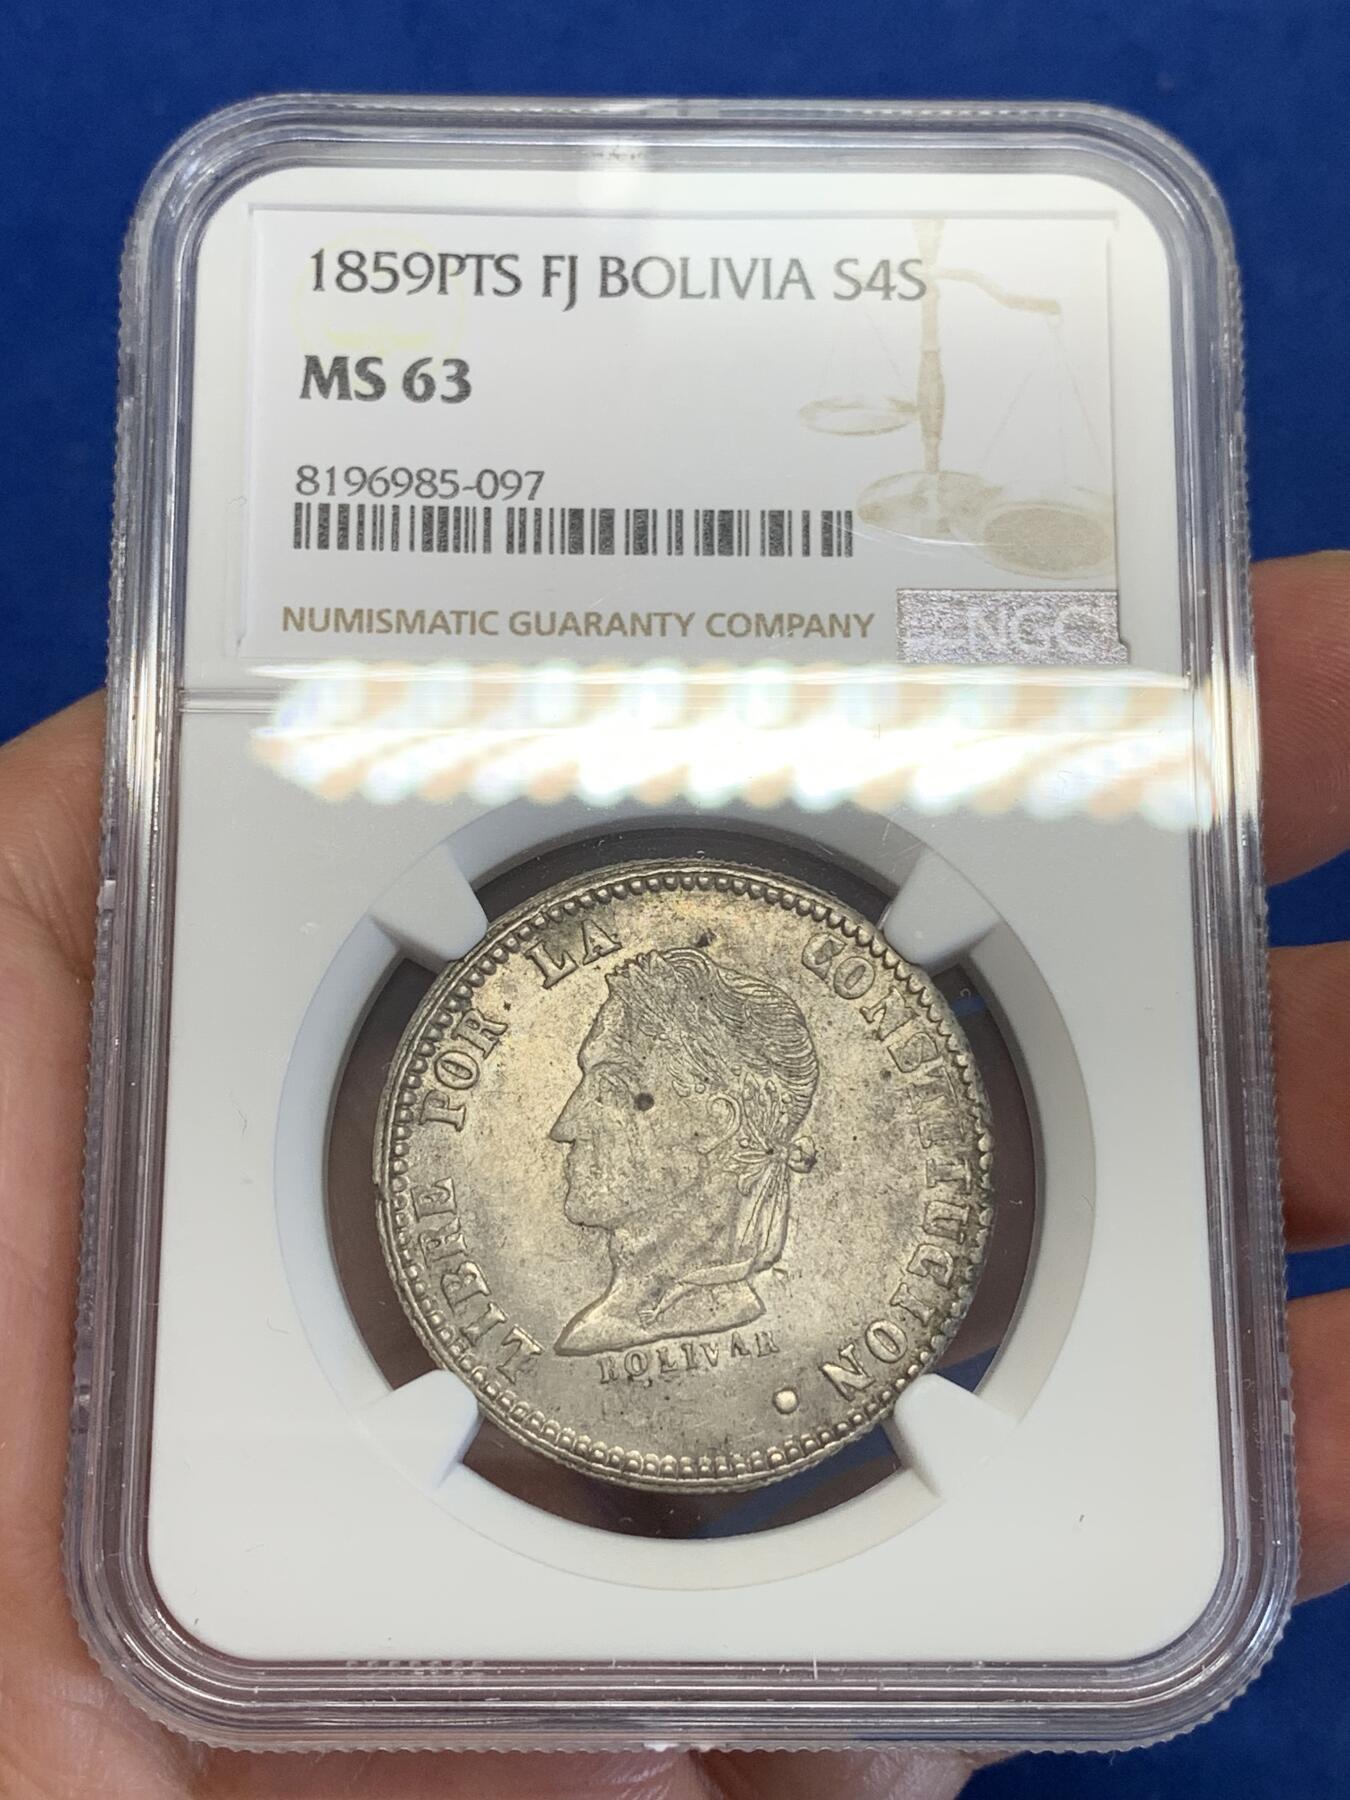 1859PTS FJ BOLIVIA S4S
MS 63
8196985-097
NUMISMATIC GUARANTY COMPANY
NGC
LIBRE POR LA CONSTITUCION
BOLIVAR